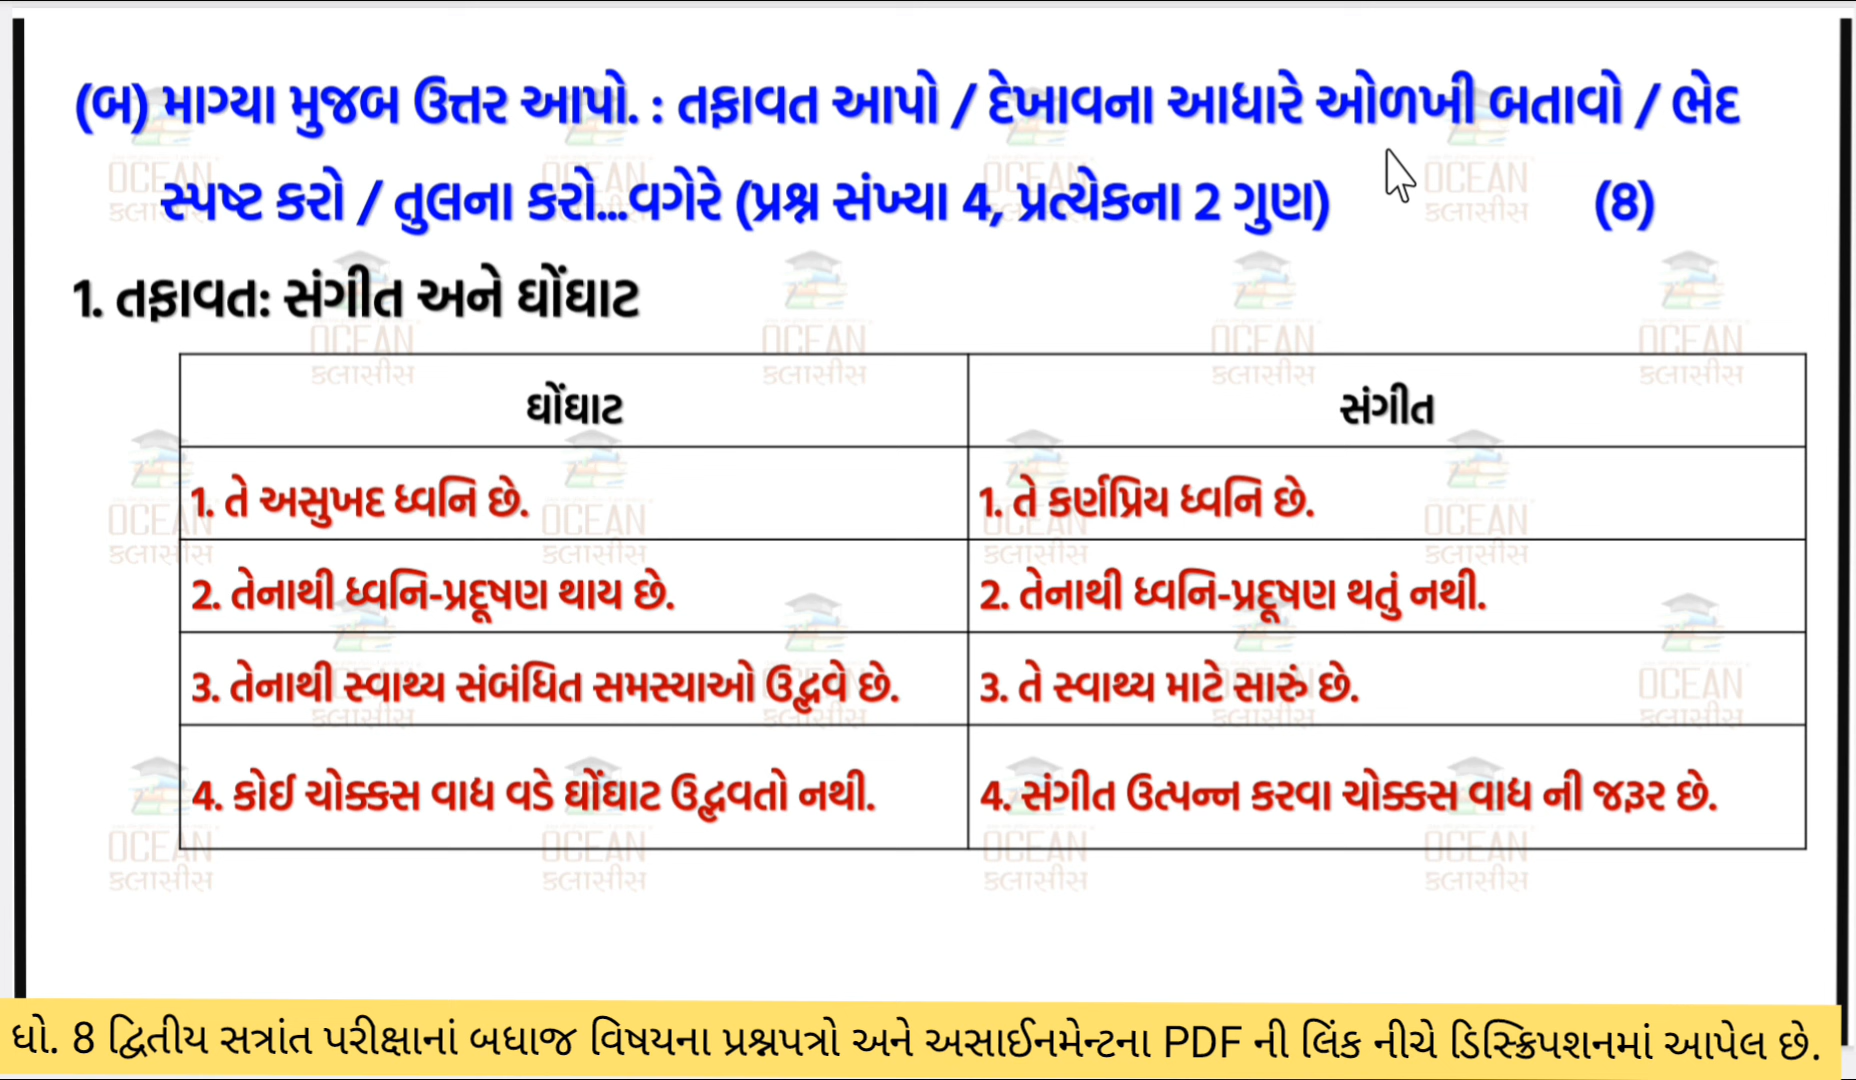 (બ) માગ્યા મુજબ ઉત્તર આપો. : તફાવત આપો / દેખાવના આધારે ઓળખી બતાવો / ભેદ
સ્પષ્ટ કરો / તુલના કરો...વગેરે (પ્રશ્ન સંખ્યા 4, પ્રત્યેકના 2 ગુણ) (8)
1. તફાવત: સંગીત અને ઘોંઘાટ
ઘોંઘાટ સંગીત
1. તે અસુખદ ધ્વનિ છે. 1. તે કર્ણપ્રિય ધ્વનિ છે.
2. તેનાથી ધ્વનિ-પ્રદૂષણ થાય છે. 2. તેનાથી ધ્વનિ-પ્રદૂષણ થતું નથી.
3. તેનાથી સ્વાથ્ય સંબંધિત સમસ્યાઓ ઉદ્ભવે છે. 3. તે સ્વાથ્ય માટે સારું છે.
4. કોઈ ચોક્કસ વાદ્ય વડે ઘોંઘાટ ઉદ્ભવતો નથી. 4. સંગીત ઉત્પન્ન કરવા ચોક્કસ વાદ્ય ની જરૂર છે.
OCEAN
કલાસીસ
ધો. 8 દ્વિતીય સત્રાંત પરીક્ષાનાં બધાજ વિષયના પ્રશ્નપત્રો અને અસાઈનમેન્ટના PDF ની લિંક નીચે ડિસ્ક્રિપશનમાં આપેલ છે.